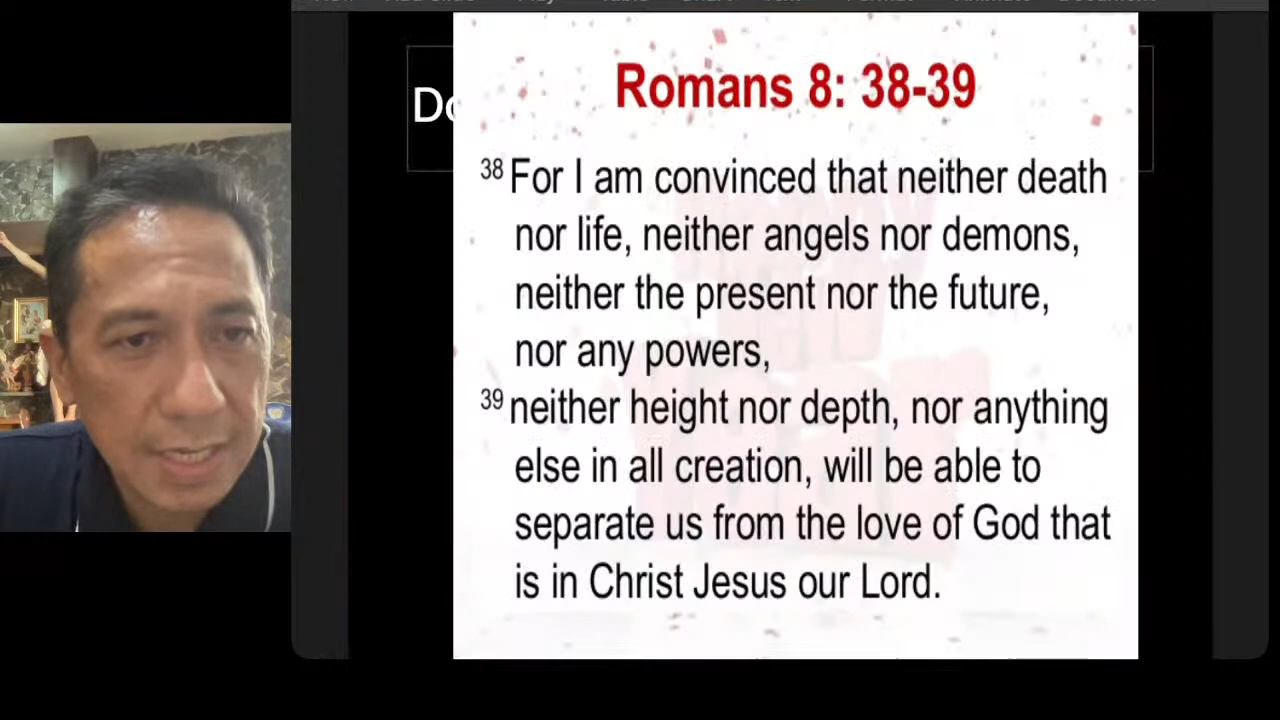 Romans 8: 38-39
Do
38 For I am convinced that neither death
nor life, neither angels nor demons,
neither the present nor the future,
nor any powers,
39 neither height nor depth, nor anything
else in all creation, will be able to
separate us from the love of God that
is in Christ Jesus our Lord.